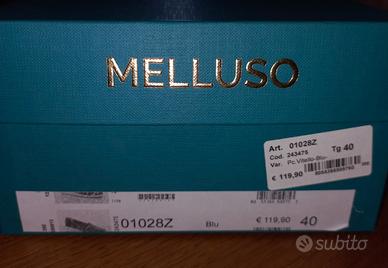 MELLUSO
Art. 01028Z
Cod. 243475 Tg 40
Var. Pc.Vitello-Blu-
€ 119,90
01028Z Blu € 119,90 40
subito